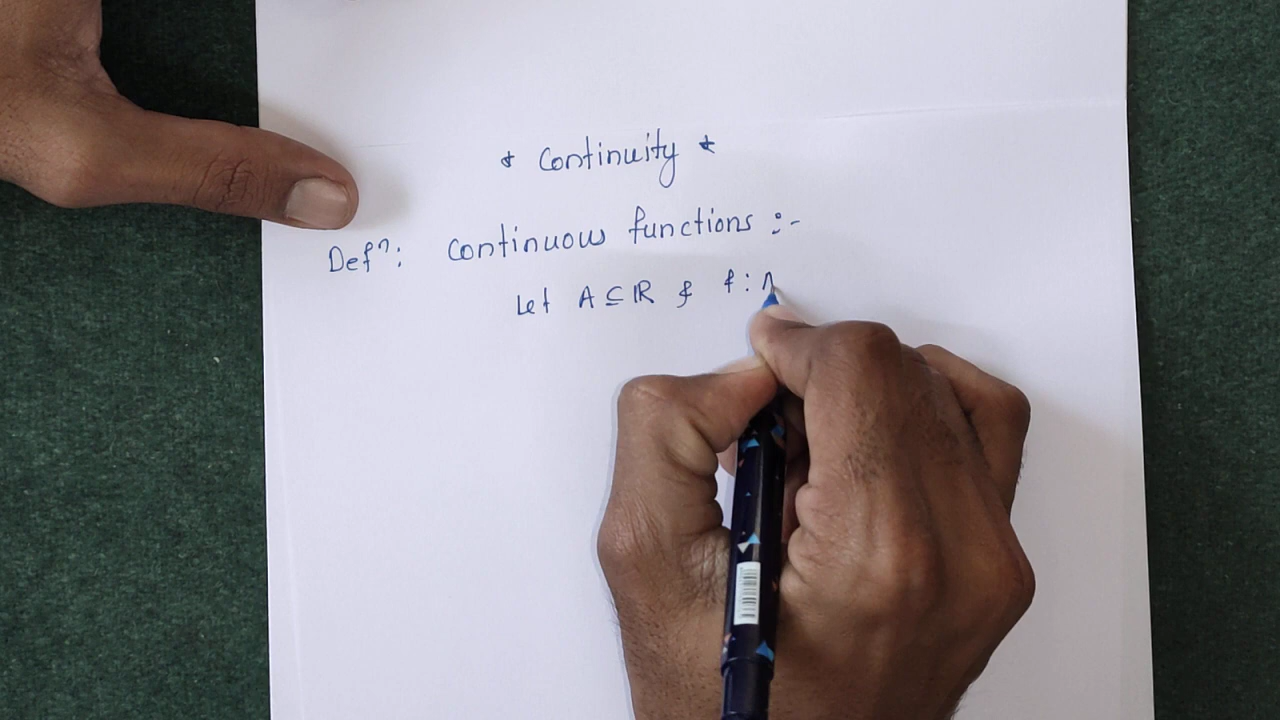 * Continuity *
Defⁿ: Continuous functions :-
Let A ⊆ ℝ & f : A